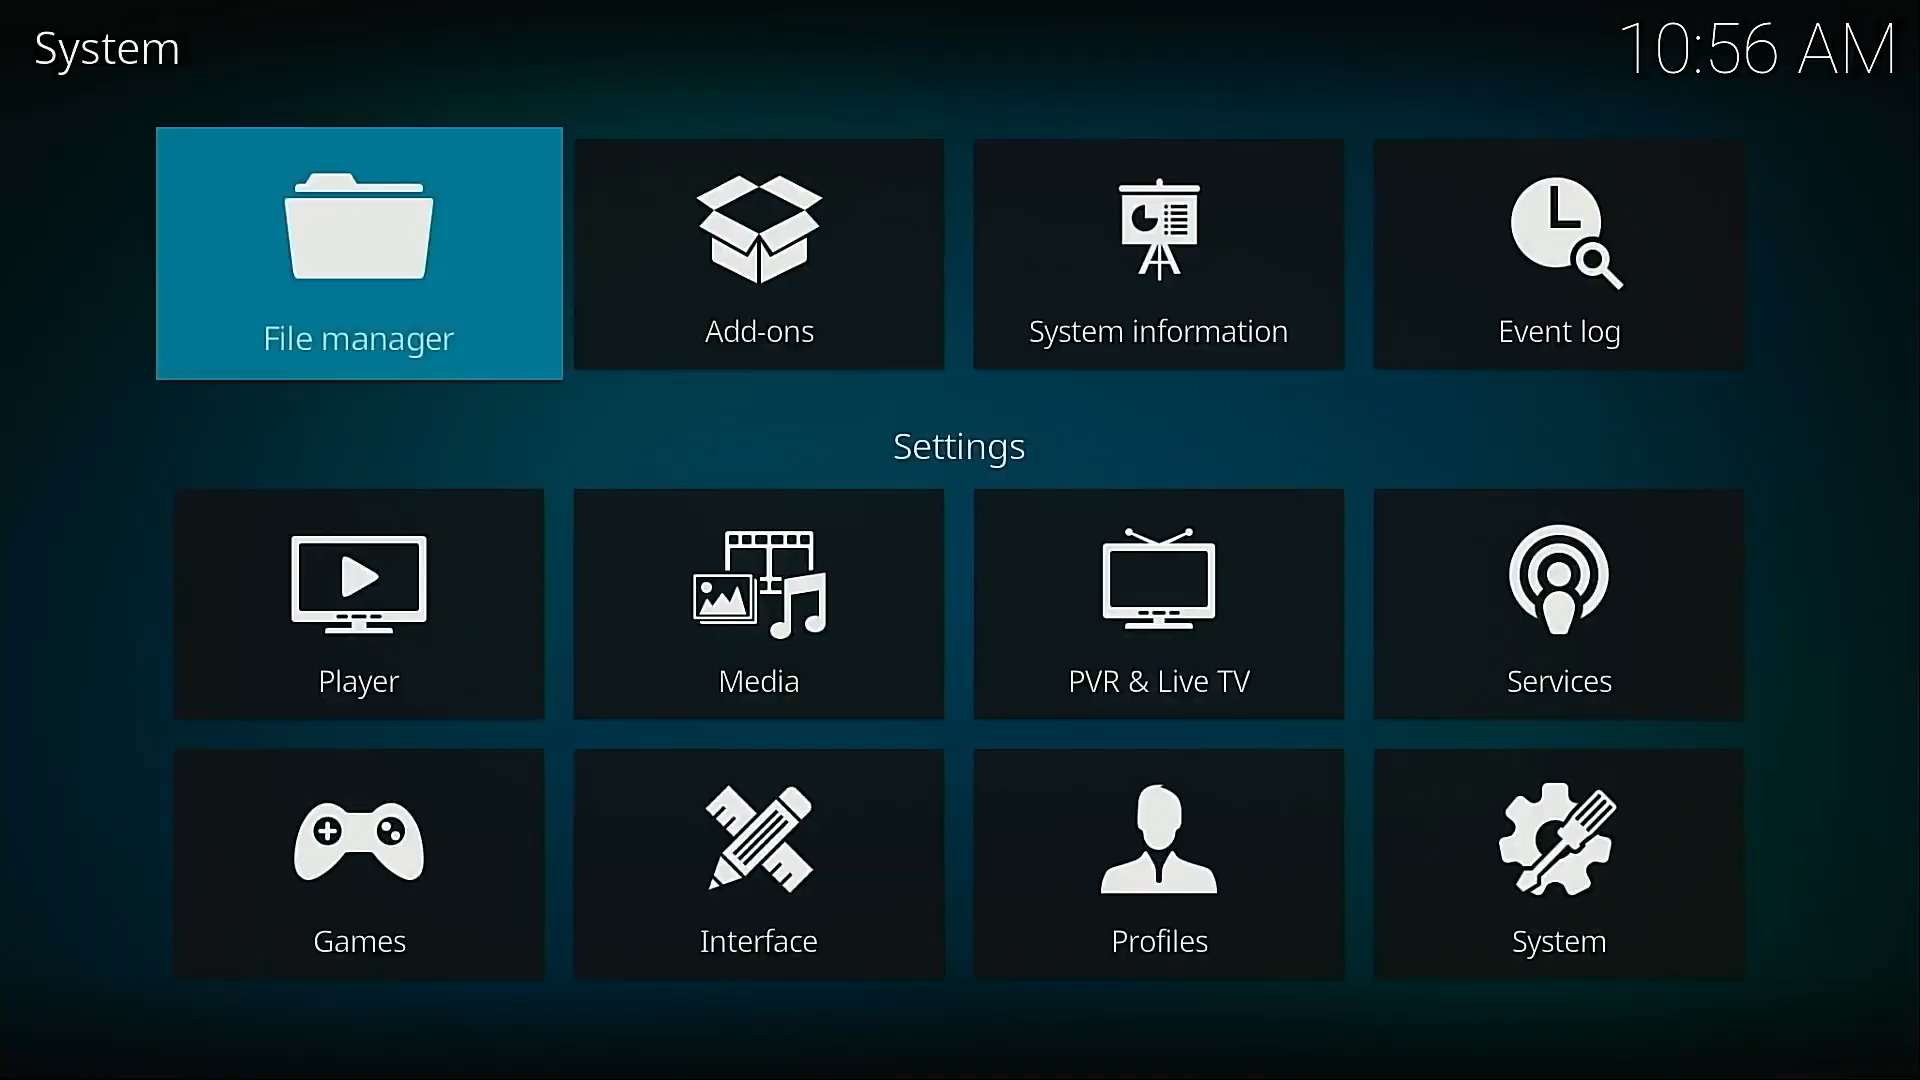 System
10:56 AM
File manager
Add-ons
System information
Event log
Settings
Player
Media
PVR & Live TV
Services
Games
Interface
Profiles
System